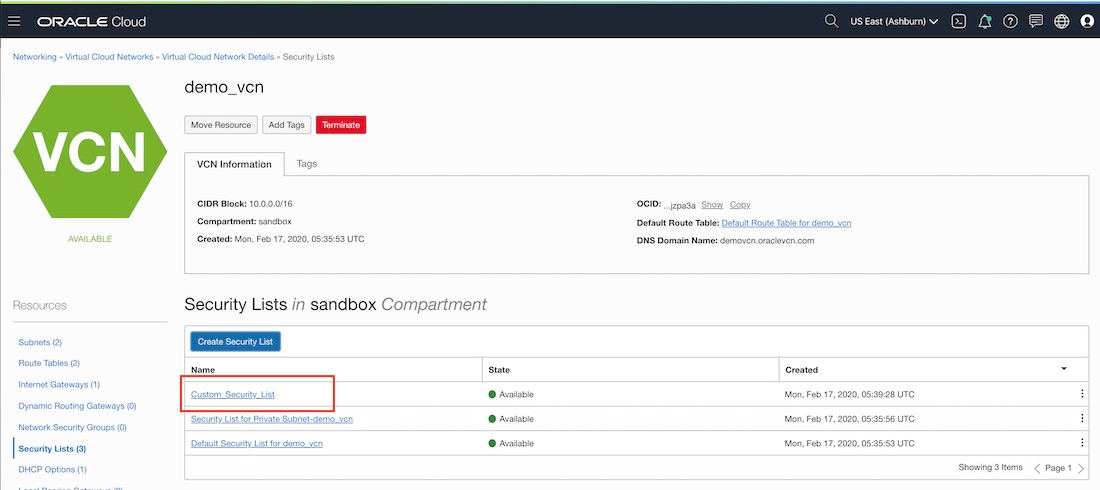 ORACLE Cloud
US East (Ashburn)
Networking » Virtual Cloud Networks » Virtual Cloud Network Details » Security Lists
VCN
AVAILABLE
demo_vcn
Move Resource Add Tags Terminate
VCN Information Tags
CIDR Block: 10.0.0.0/16
Compartment: sandbox
Created: Mon, Feb 17, 2020, 05:35:53 UTC
OCID: ...jzpa3a Show Copy
Default Route Table: Default Route Table for demo_vcn
DNS Domain Name: demovcn.oraclevcn.com
Resources
Subnets (2)
Route Tables (2)
Internet Gateways (1)
Dynamic Routing Gateways (0)
Network Security Groups (0)
Security Lists (3)
DHCP Options (1)
Security Lists in sandbox Compartment
Create Security List
Name State Created
Custom_Security_List Available Mon, Feb 17, 2020, 05:39:28 UTC
Security List for Private Subnet-demo_vcn Available Mon, Feb 17, 2020, 05:35:56 UTC
Default Security List for demo_vcn Available Mon, Feb 17, 2020, 05:35:53 UTC
Showing 3 Items Page 1